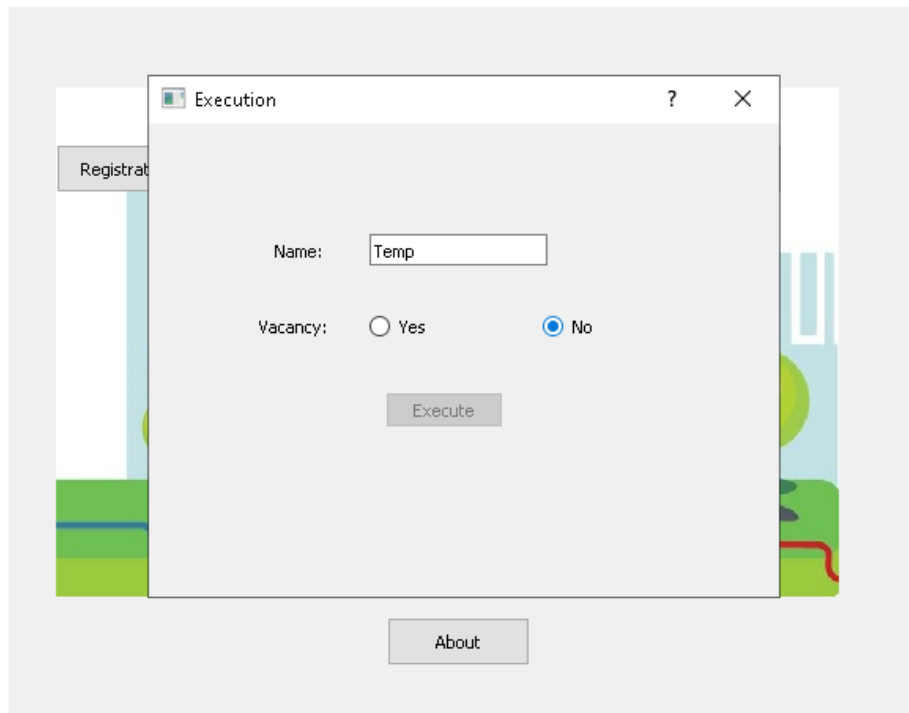 Execution
?
Registrat
Name: Temp
Vacancy: Yes No
Execute
About